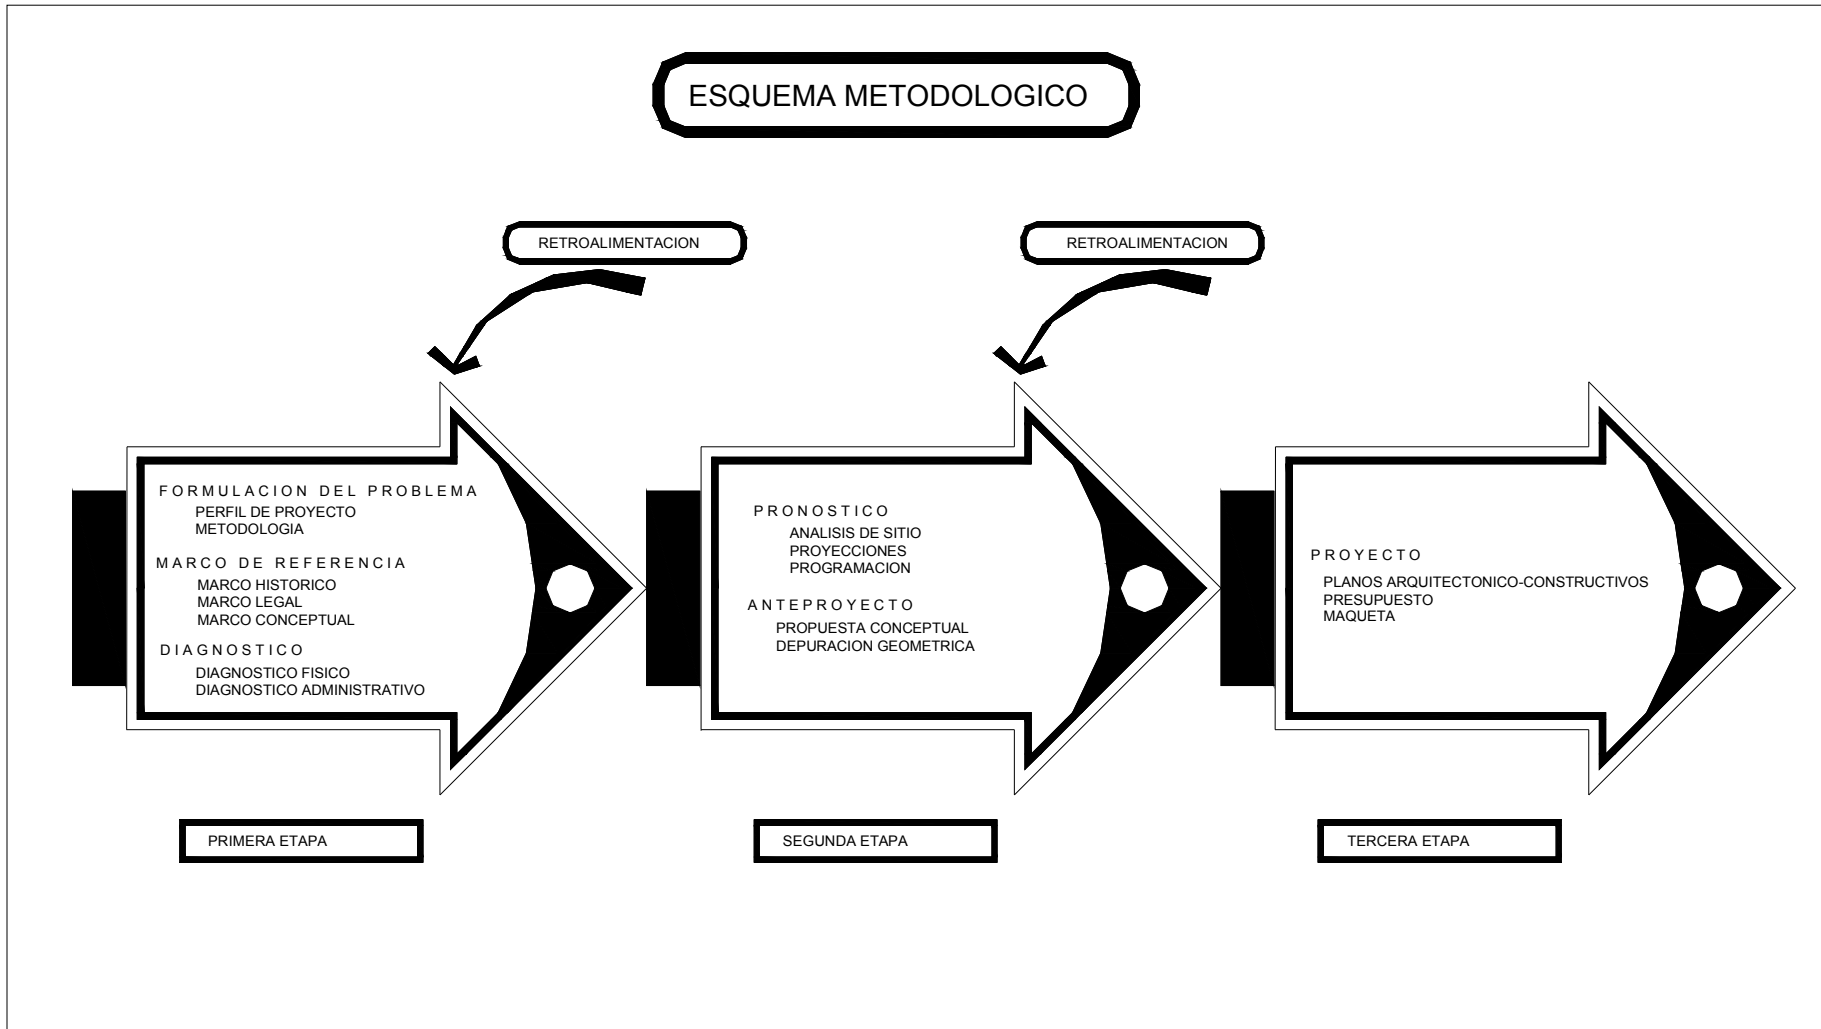 ESQUEMA METODOLOGICO
RETROALIMENTACION
RETROALIMENTACION
FORMULACION DEL PROBLEMA
PERFIL DE PROYECTO
METODOLOGIA
MARCO DE REFERENCIA
MARCO HISTORICO
MARCO LEGAL
MARCO CONCEPTUAL
DIAGNOSTICO
DIAGNOSTICO FISICO
DIAGNOSTICO ADMINISTRATIVO
PRONOSTICO
ANALISIS DE SITIO
PROYECCIONES
PROGRAMACION
ANTEPROYECTO
PROPUESTA CONCEPTUAL
DEPURACION GEOMETRICA
PROYECTO
PLANOS ARQUITECTONICO-CONSTRUCTIVOS
PRESUPUESTO
MAQUETA
PRIMERA ETAPA
SEGUNDA ETAPA
TERCERA ETAPA